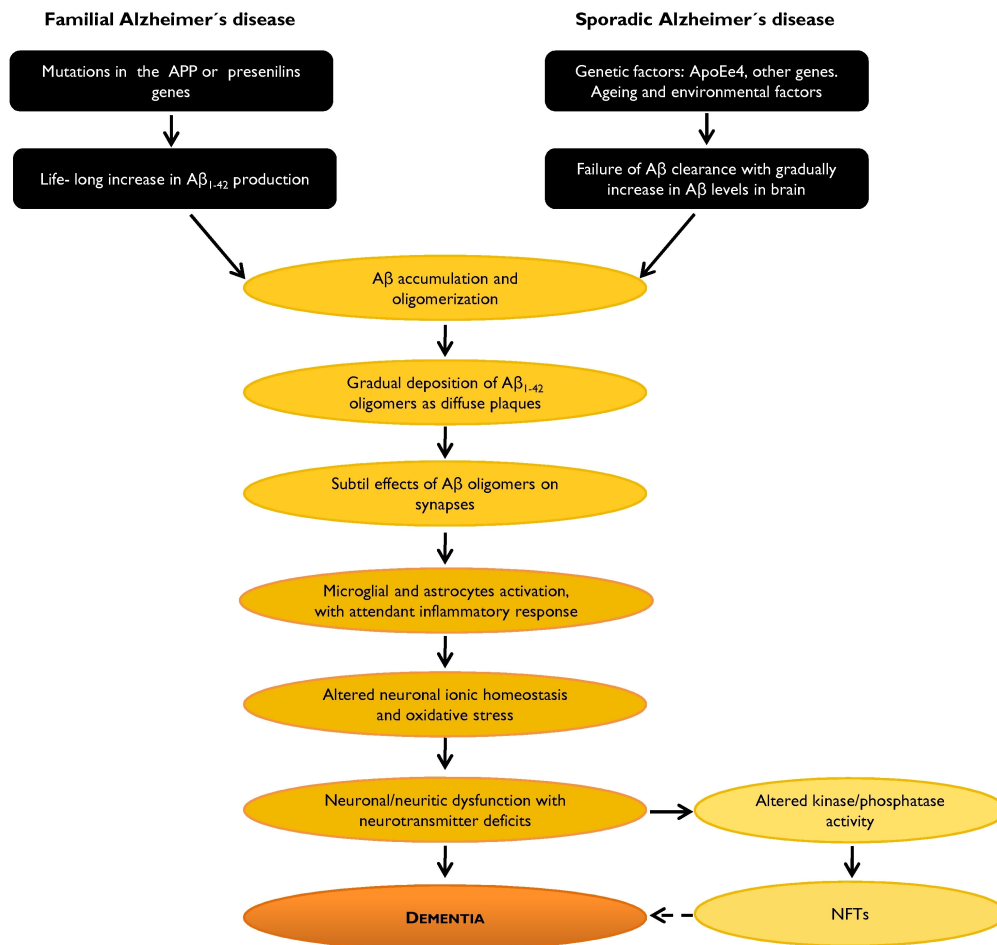 Familial Alzheimer´s disease
Sporadic Alzheimer´s disease
Mutations in the APP or presenilins
genes
Genetic factors: ApoEe4, other genes.
Ageing and environmental factors
Life- long increase in Aβ1-42 production
Failure of Aβ clearance with gradually
increase in Aβ levels in brain
Aβ accumulation and
oligomerization
Gradual deposition of Aβ1-42
oligomers as diffuse plaques
Subtil effects of Aβ oligomers on
synapses
Microglial and astrocytes activation,
with attendant inflammatory response
Altered neuronal ionic homeostasis
and oxidative stress
Neuronal/neuritic dysfunction with
neurotransmitter deficits
Altered kinase/phosphatase
activity
DEMENTIA
NFTs